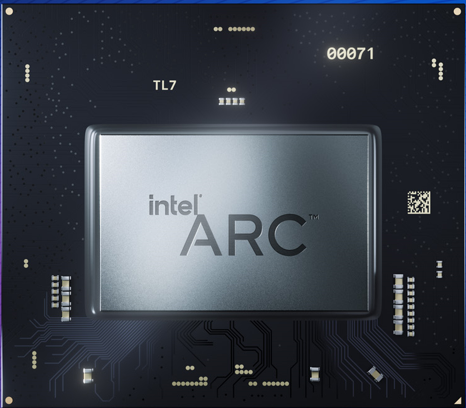 00071
TL7
intel®
ARC™